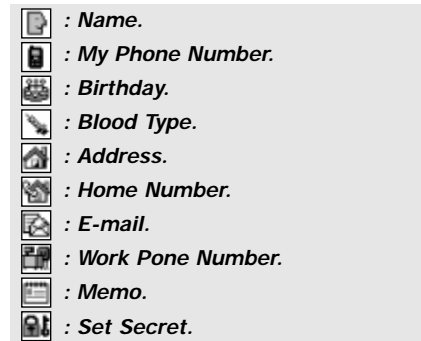 : Name.
: My Phone Number.
: Birthday.
: Blood Type.
: Address.
: Home Number.
: E-mail.
: Work Pone Number.
: Memo.
: Set Secret.